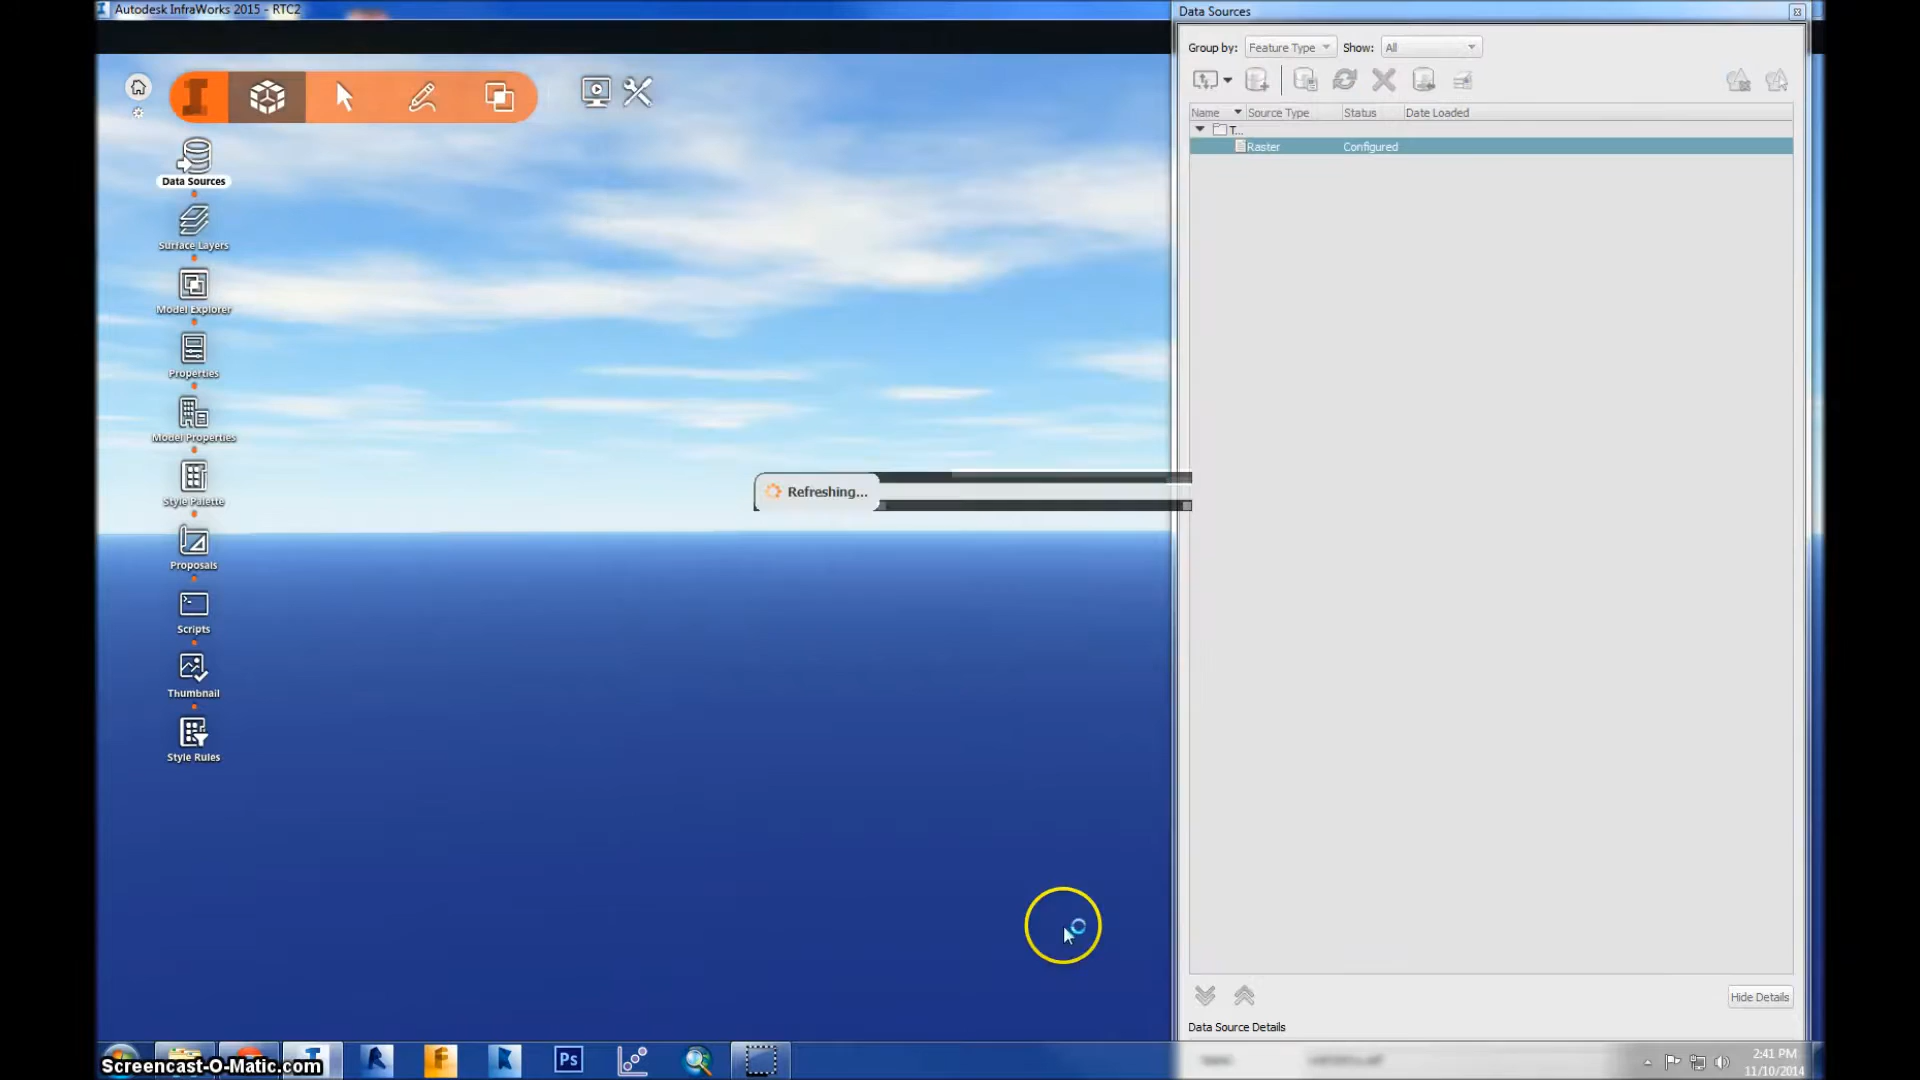 Autodesk InfraWorks 2015 - RTC2
Data Sources
Group by: Feature Type Show: All
Name Source Type Status Date Loaded
T...
Raster Configured
Data Sources
Surface Layers
Model Explorer
Properties
Model Properties
Style Palette
Proposals
Scripts
Thumbnail
Style Rules
Refreshing...
Hide Details
Data Source Details
Ps
Screencast-O-Matic.com
2:41 PM
11/10/2014